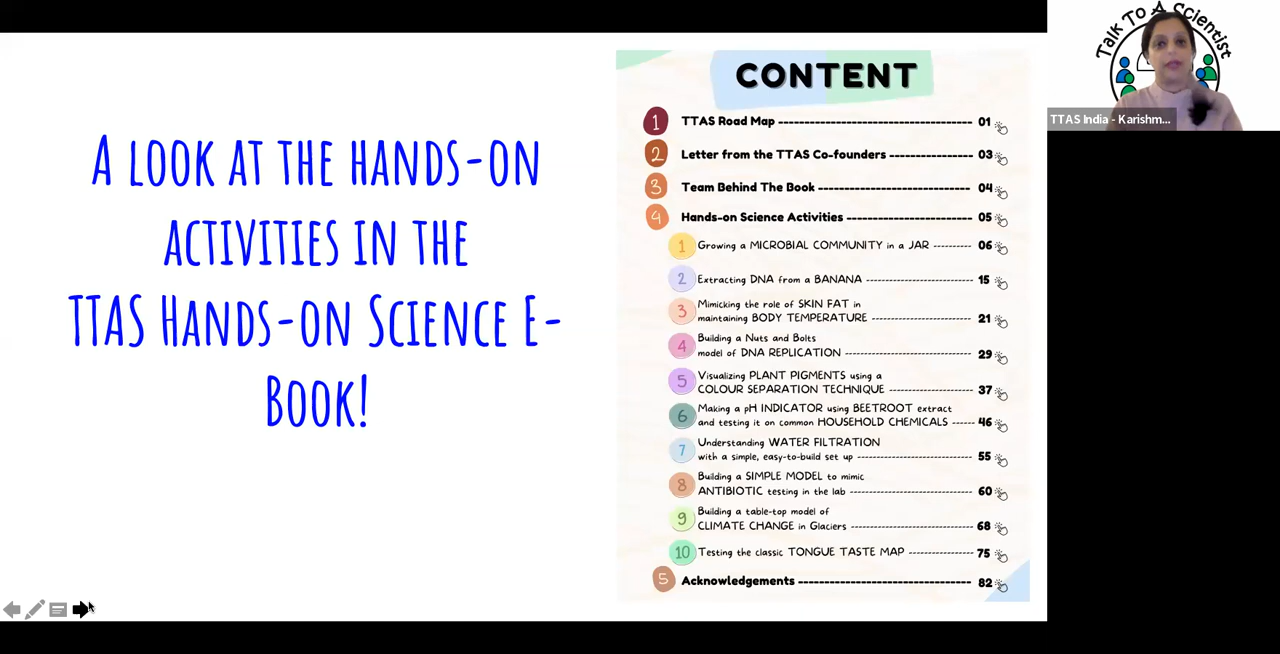 A LOOK AT THE HANDS-ON
ACTIVITIES IN THE
TTAS HANDS-ON SCIENCE E-
BOOK!
CONTENT
1 TTAS Road Map 01
2 Letter from the TTAS Co-founders 03
3 Team Behind The Book 04
4 Hands-on Science Activities 05
1 Growing a MICROBIAL COMMUNITY in a JAR 06
2 Extracting DNA from a BANANA 15
3 Mimicking the role of SKIN FAT in
maintaining BODY TEMPERATURE 21
4 Building a Nuts and Bolts
model of DNA REPLICATION 29
5 Visualizing PLANT PIGMENTS using a
COLOUR SEPARATION TECHNIQUE 37
6 Making a pH INDICATOR using BEETROOT extract
and testing it on common HOUSEHOLD CHEMICALS 46
7 Understanding WATER FILTRATION
with a simple, easy-to-build set up 55
8 Building a SIMPLE MODEL to mimic
ANTIBIOTIC testing in the lab 60
9 Building a table-top model of
CLIMATE CHANGE in Glaciers 68
10 Testing the classic TONGUE TASTE MAP 75
5 Acknowledgements 82
Talk To A Scientist
TTAS India - Karishm...